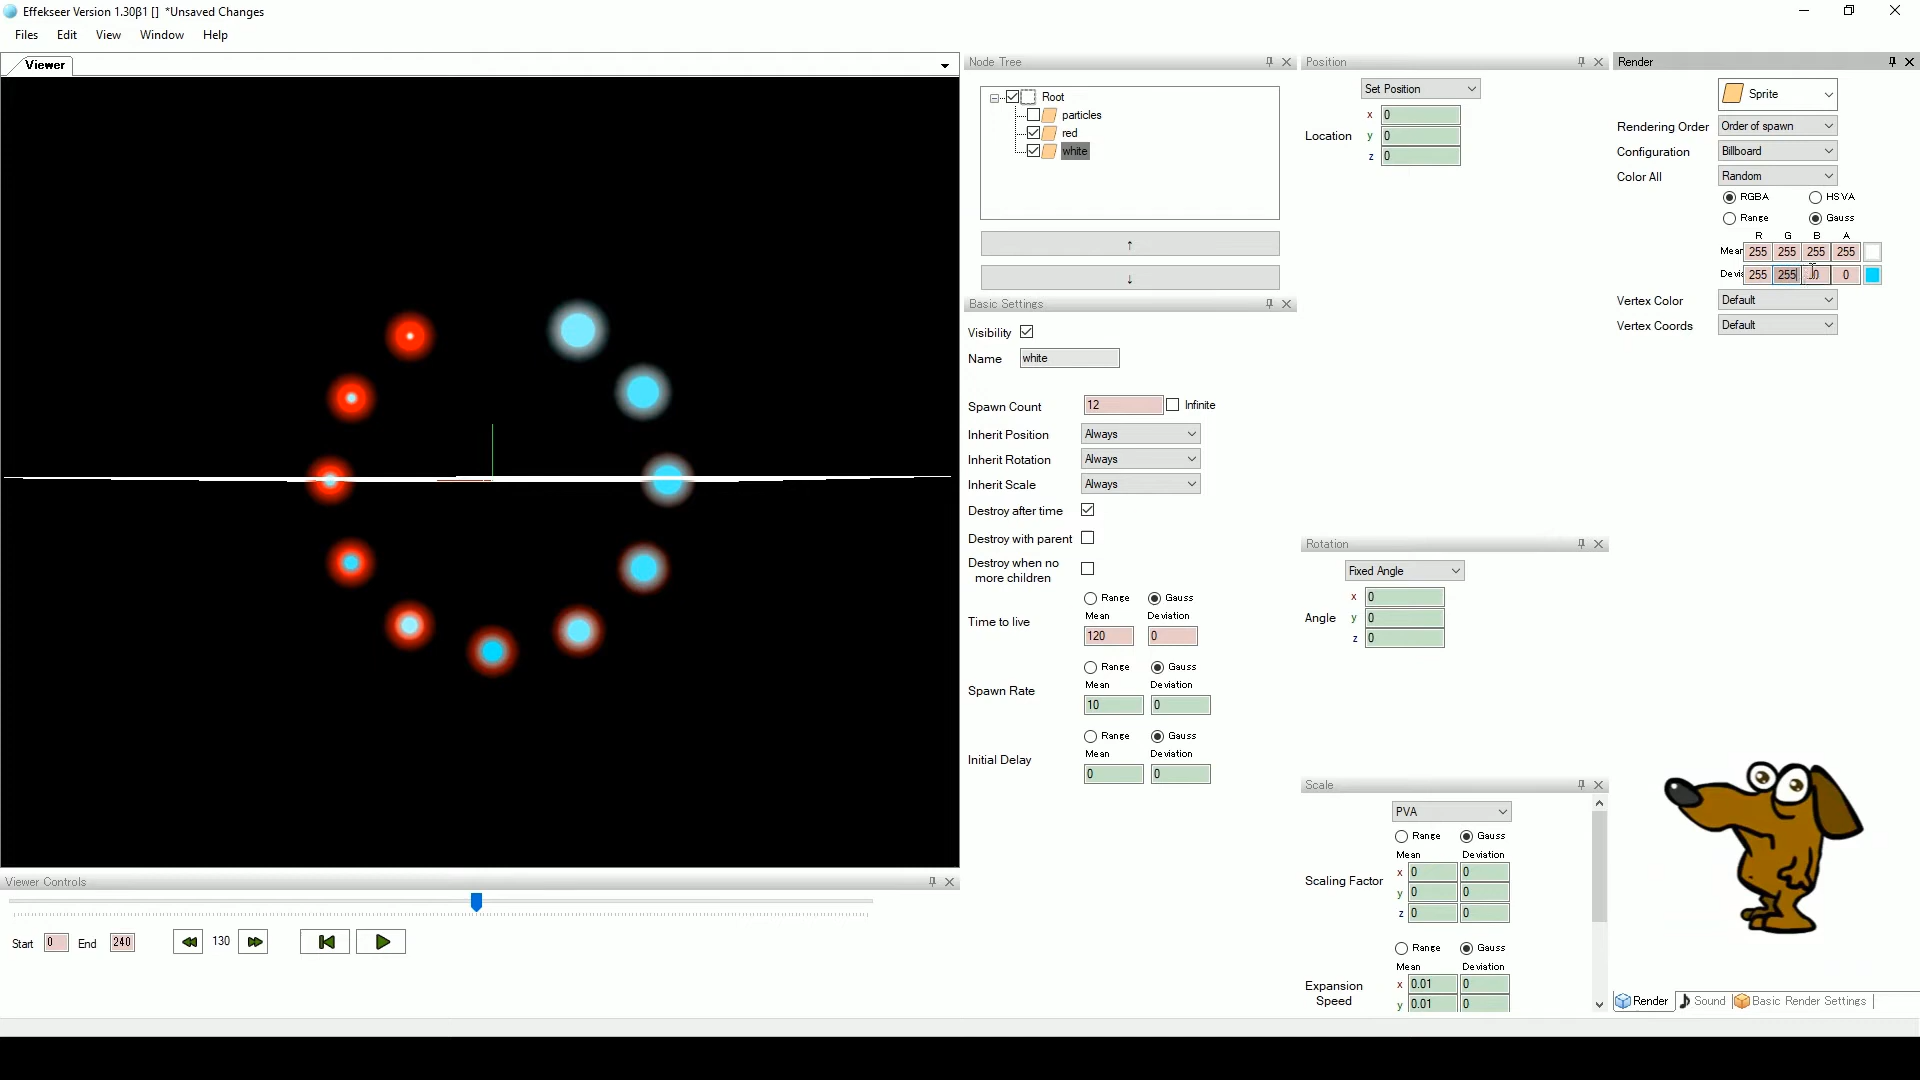 Effekseer Version 1.30β1 [] *Unsaved Changes
Files Edit View Window Help
Viewer
Node Tree
Root
particles
red
white
↑
↓
Basic Settings
Visibility
Name white
Spawn Count 12 Infinite
Inherit Position Always
Inherit Rotation Always
Inherit Scale Always
Destroy after time
Destroy with parent
Destroy when no
more children
Range Gauss
Mean Deviation
Time to live 120 0
Range Gauss
Mean Deviation
Spawn Rate 10 0
Range Gauss
Mean Deviation
Initial Delay 0 0
Position
Set Position
Location x 0
y 0
z 0
Rotation
Fixed Angle
Angle x 0
y 0
z 0
Scale
PVA
Range Gauss
Mean Deviation
Scaling Factor x 0 0
y 0 0
z 0 0
Range Gauss
Mean Deviation
Expansion
Speed
x 0.01 0
y 0.01 0
Render
Sprite
Rendering Order Order of spawn
Configuration Billboard
Color All Random
RGBA HSVA
Range Gauss
R G B A
Mear 255 255 255 255
Devia 255 255 0 0
Vertex Color Default
Vertex Coords Default
Render Sound Basic Render Settings
Viewer Controls
Start 0 End 240 130